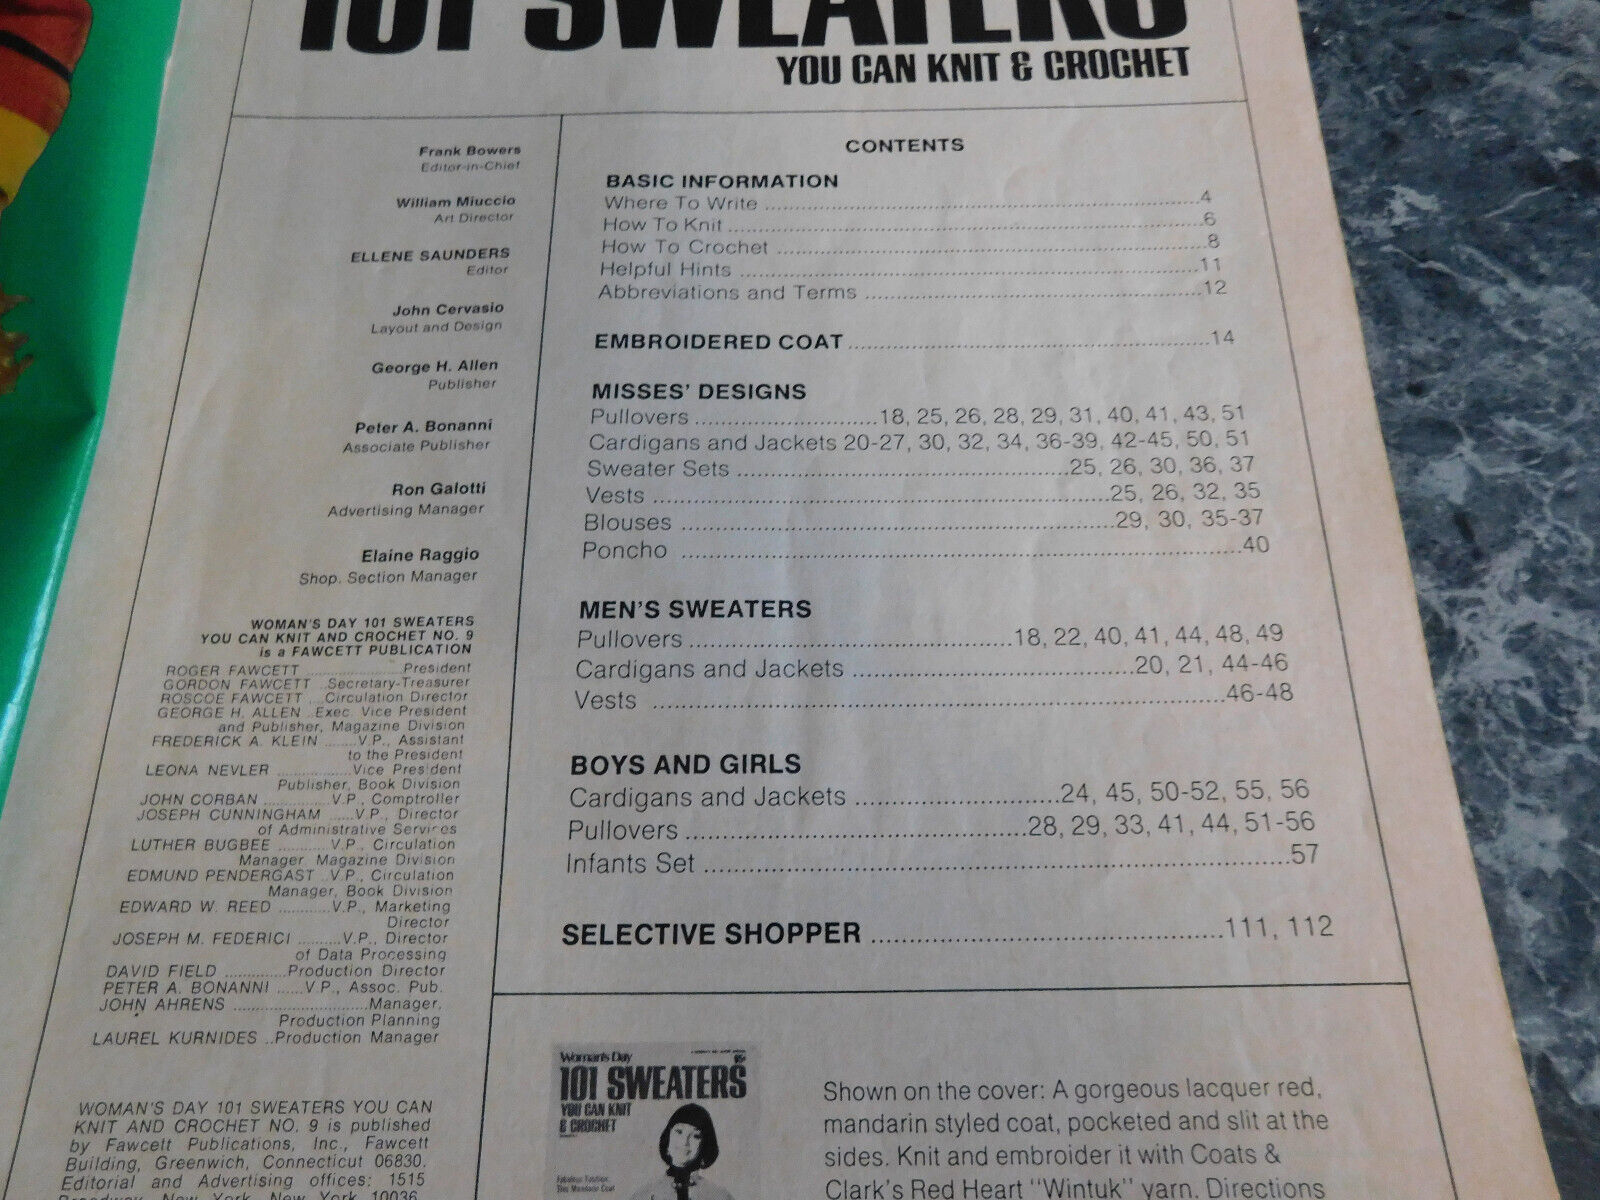 101 SWEATERS
YOU CAN KNIT & CROCHET
Frank Bowers
Editor-in-Chief
William Miuccio
Art Director
ELLENE SAUNDERS
Editor
John Cervasio
Layout and Design
George H. Allen
Publisher
Peter A. Bonanni
Associate Publisher
Ron Galotti
Advertising Manager
Elaine Raggio
Shop. Section Manager
WOMAN'S DAY 101 SWEATERS
YOU CAN KNIT AND CROCHET NO. 9
is a FAWCETT PUBLICATION
ROGER FAWCETT ....................President
GORDON FAWCETT ..Secretary-Treasurer
ROSCOE FAWCETT ..Circulation Director
GEORGE H. ALLEN ..Exec. Vice President
and Publisher, Magazine Division
FREDERICK A. KLEIN ........V.P., Assistant
to the President
LEONA NEVLER ..................Vice President
Publisher, Book Division
JOHN CORBAN ............V.P., Comptroller
JOSEPH CUNNINGHAM ......V.P., Director
of Administrative Services
LUTHER BUGBEE ............V.P., Circulation
Manager, Magazine Division
EDMUND PENDERGAST ..V.P., Circulation
Manager, Book Division
EDWARD W. REED ............V.P., Marketing
Director
JOSEPH M. FEDERICI ..........V.P., Director
of Data Processing
DAVID FIELD .............Production Director
PETER A. BONANNI ......V.P., Assoc. Pub.
JOHN AHRENS ..........................Manager,
Production Planning
LAUREL KURNIDES ..Production Manager
WOMAN'S DAY 101 SWEATERS YOU CAN
KNIT AND CROCHET NO. 9 is published
by Fawcett Publications, Inc., Fawcett
Building, Greenwich, Connecticut 06830.
Editorial and Advertising offices: 1515
Broadway, New York, New York 10036.
CONTENTS
BASIC INFORMATION
Where To Write ..........4
How To Knit ..........6
How To Crochet ..........8
Helpful Hints ..........11
Abbreviations and Terms ..........12
EMBROIDERED COAT ..........14
MISSES' DESIGNS
Pullovers ..........18, 25, 26, 28, 29, 31, 40, 41, 43, 51
Cardigans and Jackets 20-27, 30, 32, 34, 36-39, 42-45, 50, 51
Sweater Sets ..........25, 26, 30, 36, 37
Vests ..........25, 26, 32, 35
Blouses ..........29, 30, 35-37
Poncho ..........40
MEN'S SWEATERS
Pullovers ..........18, 22, 40, 41, 44, 48, 49
Cardigans and Jackets ..........20, 21, 44-46
Vests ..........46-48
BOYS AND GIRLS
Cardigans and Jackets ..........24, 45, 50-52, 55, 56
Pullovers ..........28, 29, 33, 41, 44, 51-56
Infants Set ..........57
SELECTIVE SHOPPER ..........111, 112
Woman's Day
101 SWEATERS
YOU CAN KNIT
& CROCHET
Shown on the cover: A gorgeous lacquer red,
mandarin styled coat, pocketed and slit at the
sides. Knit and embroider it with Coats &
Clark's Red Heart "Wintuk" yarn. Directions